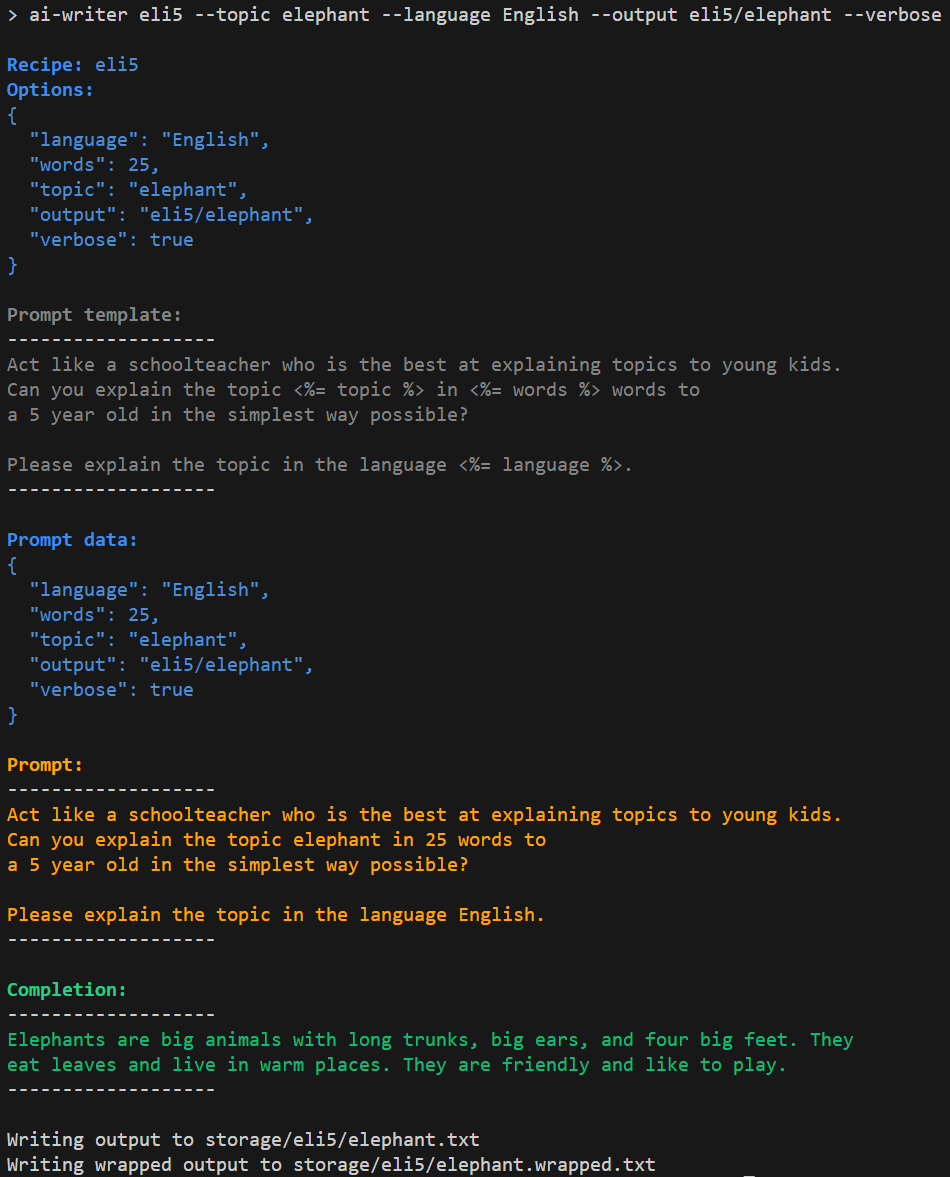 > ai-writer eli5 --topic elephant --language English --output eli5/elephant --verbose
Recipe: eli5
Options:
{
  "language": "English",
  "words": 25,
  "topic": "elephant",
  "output": "eli5/elephant",
  "verbose": true
}
Prompt template:
-------------------
Act like a schoolteacher who is the best at explaining topics to young kids.
Can you explain the topic <%= topic %> in <%= words %> words to
a 5 year old in the simplest way possible?
Please explain the topic in the language <%= language %>.
-------------------
Prompt data:
{
  "language": "English",
  "words": 25,
  "topic": "elephant",
  "output": "eli5/elephant",
  "verbose": true
}
Prompt:
-------------------
Act like a schoolteacher who is the best at explaining topics to young kids.
Can you explain the topic elephant in 25 words to
a 5 year old in the simplest way possible?
Please explain the topic in the language English.
-------------------
Completion:
-------------------
Elephants are big animals with long trunks, big ears, and four big feet. They
eat leaves and live in warm places. They are friendly and like to play.
-------------------
Writing output to storage/eli5/elephant.txt
Writing wrapped output to storage/eli5/elephant.wrapped.txt